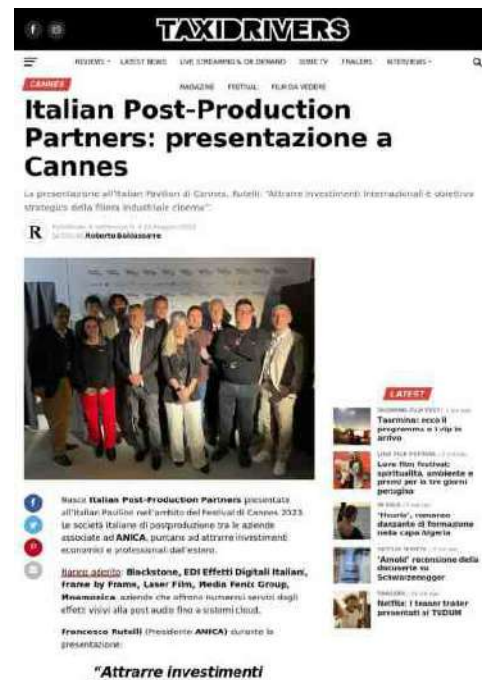 TAXIDRIVERS
REVIEWS LATEST NEWS LIVE STREAMING & ON DEMAND SERIE TV TRAILERS INTERVIEWS
CANNES
MAGAZINE FESTIVAL FILM DA VEDERE
Italian Post-Production
Partners: presentazione a
Cannes
La presentazione all'Italian Pavilion di Cannes. Rutelli: "Attrarre investimenti internazionali è obiettivo
strategico della filiera industriale cinema".
R
Roberto Baldassarre
LATEST
Taormina: ecco il
programma e i vip in
arrivo
Love film festival:
spiritualità, ambiente e
premi per la tre giorni
perugina
'Houria', romanzo
danzante di formazione
nella cupa Algeria
'Arnold' recensione della
docuserie su
Schwarzenegger
Netflix: i teaser trailer
presentati al TUDUM
Nasce Italian Post-Production Partners presentata
all'Italian Pavilion nell'ambito del Festival di Cannes 2023.
Le società italiane di postproduzione tra le aziende
associate ad ANICA, puntano ad attrarre investimenti
economici e professionali dall'estero.
Hanno aderito: Blackstone, EDI Effetti Digitali Italiani,
Frame by Frame, Laser Film, Media Fenix Group,
Mnemosica, aziende che offrono numerosi servizi dagli
effetti visivi alla post audio fino a sistemi cloud.
Francesco Rutelli (Presidente ANICA) durante la
presentazione:
"Attrarre investimenti